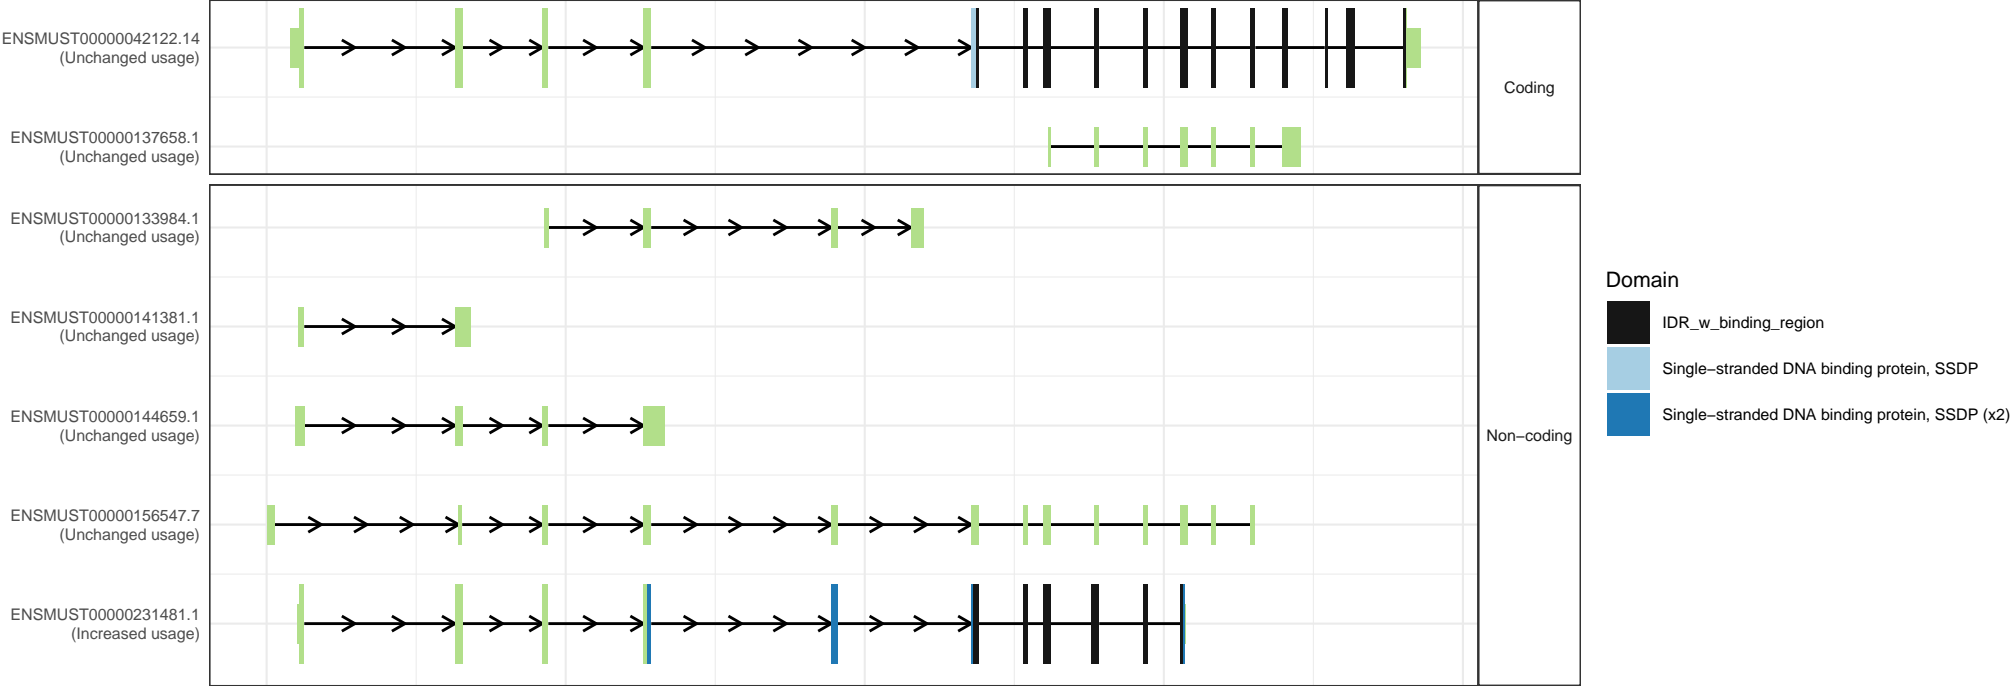 ENSMUST00000042122.14
(Unchanged usage)
ENSMUST00000137658.1
(Unchanged usage)
Coding
ENSMUST00000133984.1
(Unchanged usage)
ENSMUST00000141381.1
(Unchanged usage)
ENSMUST00000144659.1
(Unchanged usage)
ENSMUST00000156547.7
(Unchanged usage)
ENSMUST00000231481.1
(Increased usage)
Non−coding
Domain
IDR_w_binding_region
Single−stranded DNA binding protein, SSDP
Single−stranded DNA binding protein, SSDP (x2)